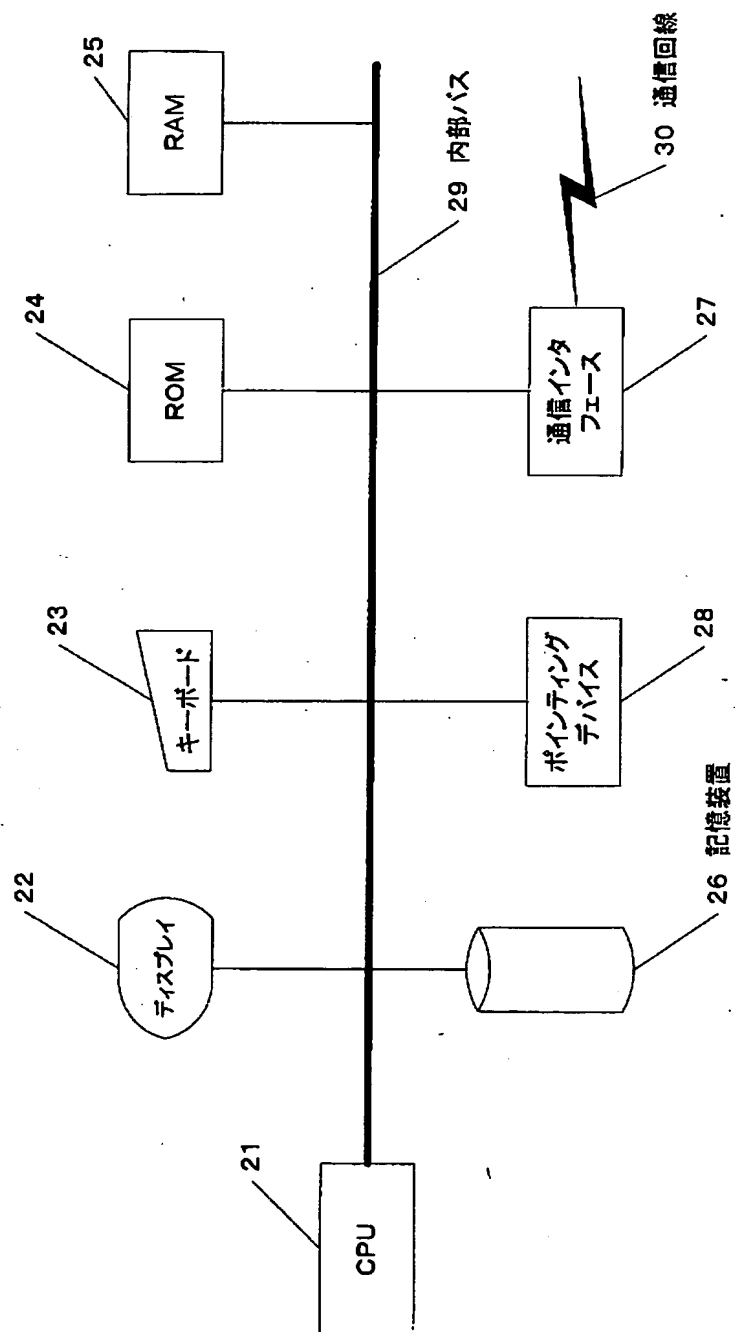 21
CPU
22
ディスプレイ
23
キーボード
24
ROM
25
RAM
29 内部バス
26 記憶装置
28
ポインティング
デバイス
27
通信インタ
フェース
30 通信回線